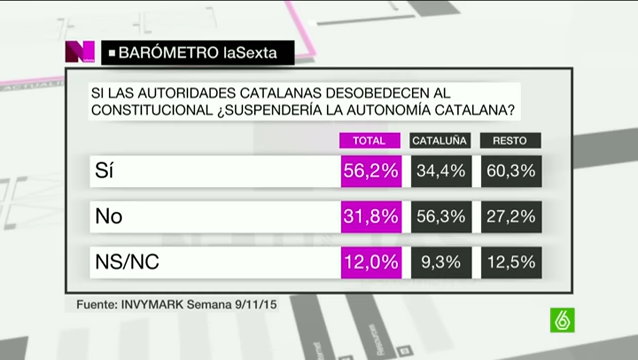 N
BARÓMETRO laSexta
SI LAS AUTORIDADES CATALANAS DESOBEDECEN AL
CONSTITUCIONAL ¿SUSPENDERÍA LA AUTONOMÍA CATALANA?
TOTAL CATALUÑA RESTO
Sí 56,2% 34,4% 60,3%
No 31,8% 56,3% 27,2%
NS/NC 12,0% 9,3% 12,5%
Fuente: INVYMARK Semana 9/11/15
6